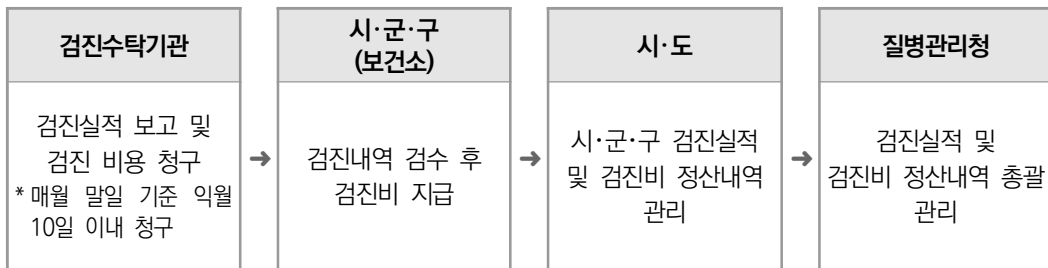 검진수탁기관
검진실적 보고 및
검진 비용 청구
* 매월 말일 기준 익월
10일 이내 청구
➜
시·군·구
(보건소)
검진내역 검수 후
검진비 지급
➜
시·도
시·군·구 검진실적
및 검진비 정산내역
관리
➜
질병관리청
검진실적 및
검진비 정산내역 총괄
관리